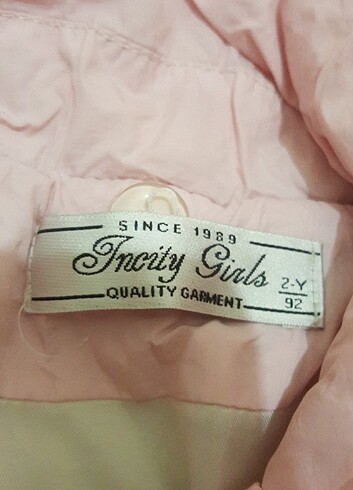 SINCE 1989
Incity Girls
2-Y
92
QUALITY GARMENT